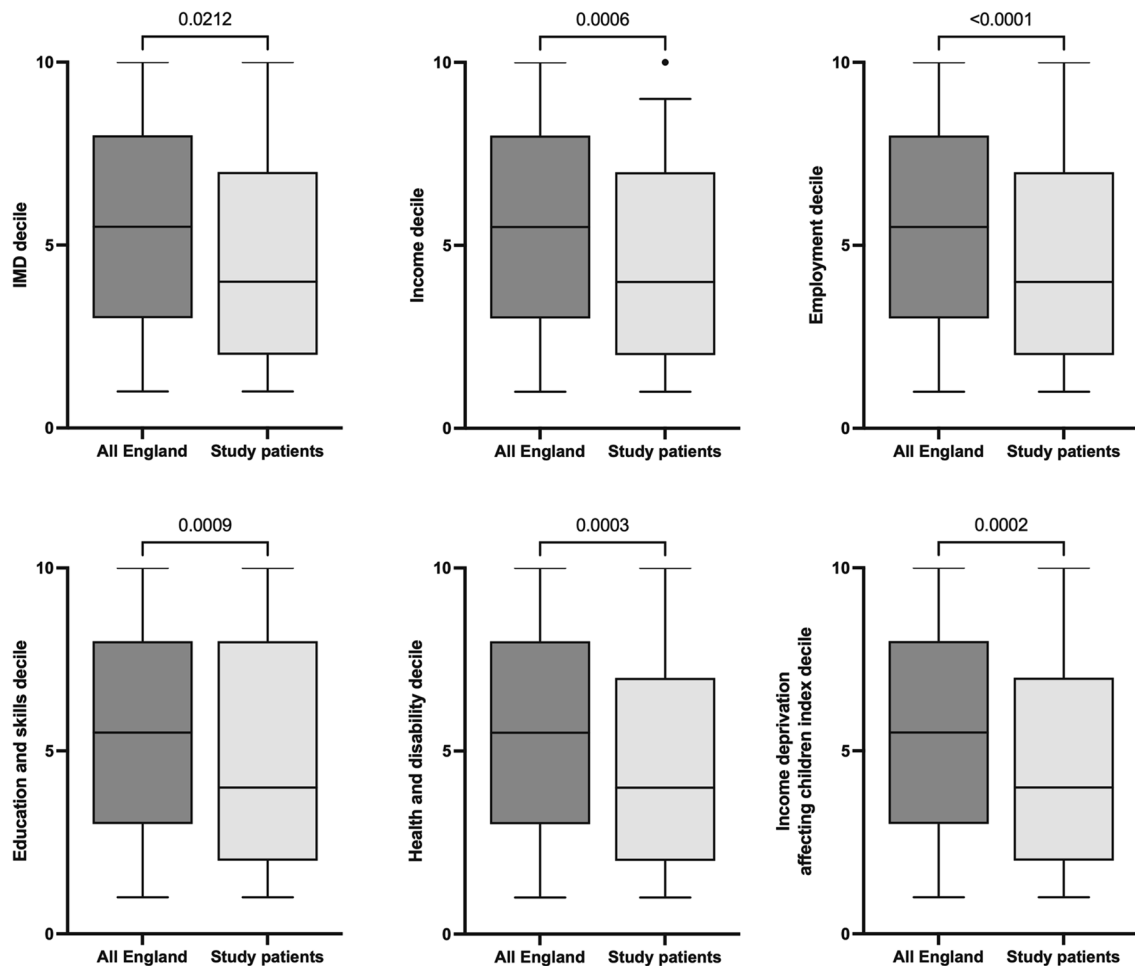 0.0212
10
5
0
IMD decile
All England
Study patients
0.0006
10
5
0
Income decile
All England
Study patients
<0.0001
10
5
0
Employment decile
All England
Study patients
0.0009
10
5
0
Education and skills decile
All England
Study patients
0.0003
10
5
0
Health and disability decile
All England
Study patients
0.0002
10
5
0
Income deprivation
affecting children index decile
All England
Study patients